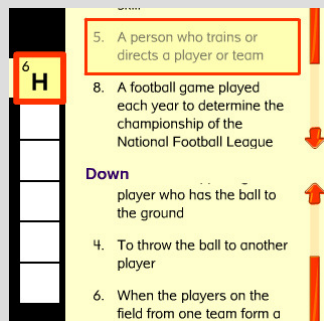 6
H
5. A person who trains or
directs a player or team
8. A football game played
each year to determine the
championship of the
National Football League
Down
player who has the ball to
the ground
4. To throw the ball to another
player
6. When the players on the
field from one team form a